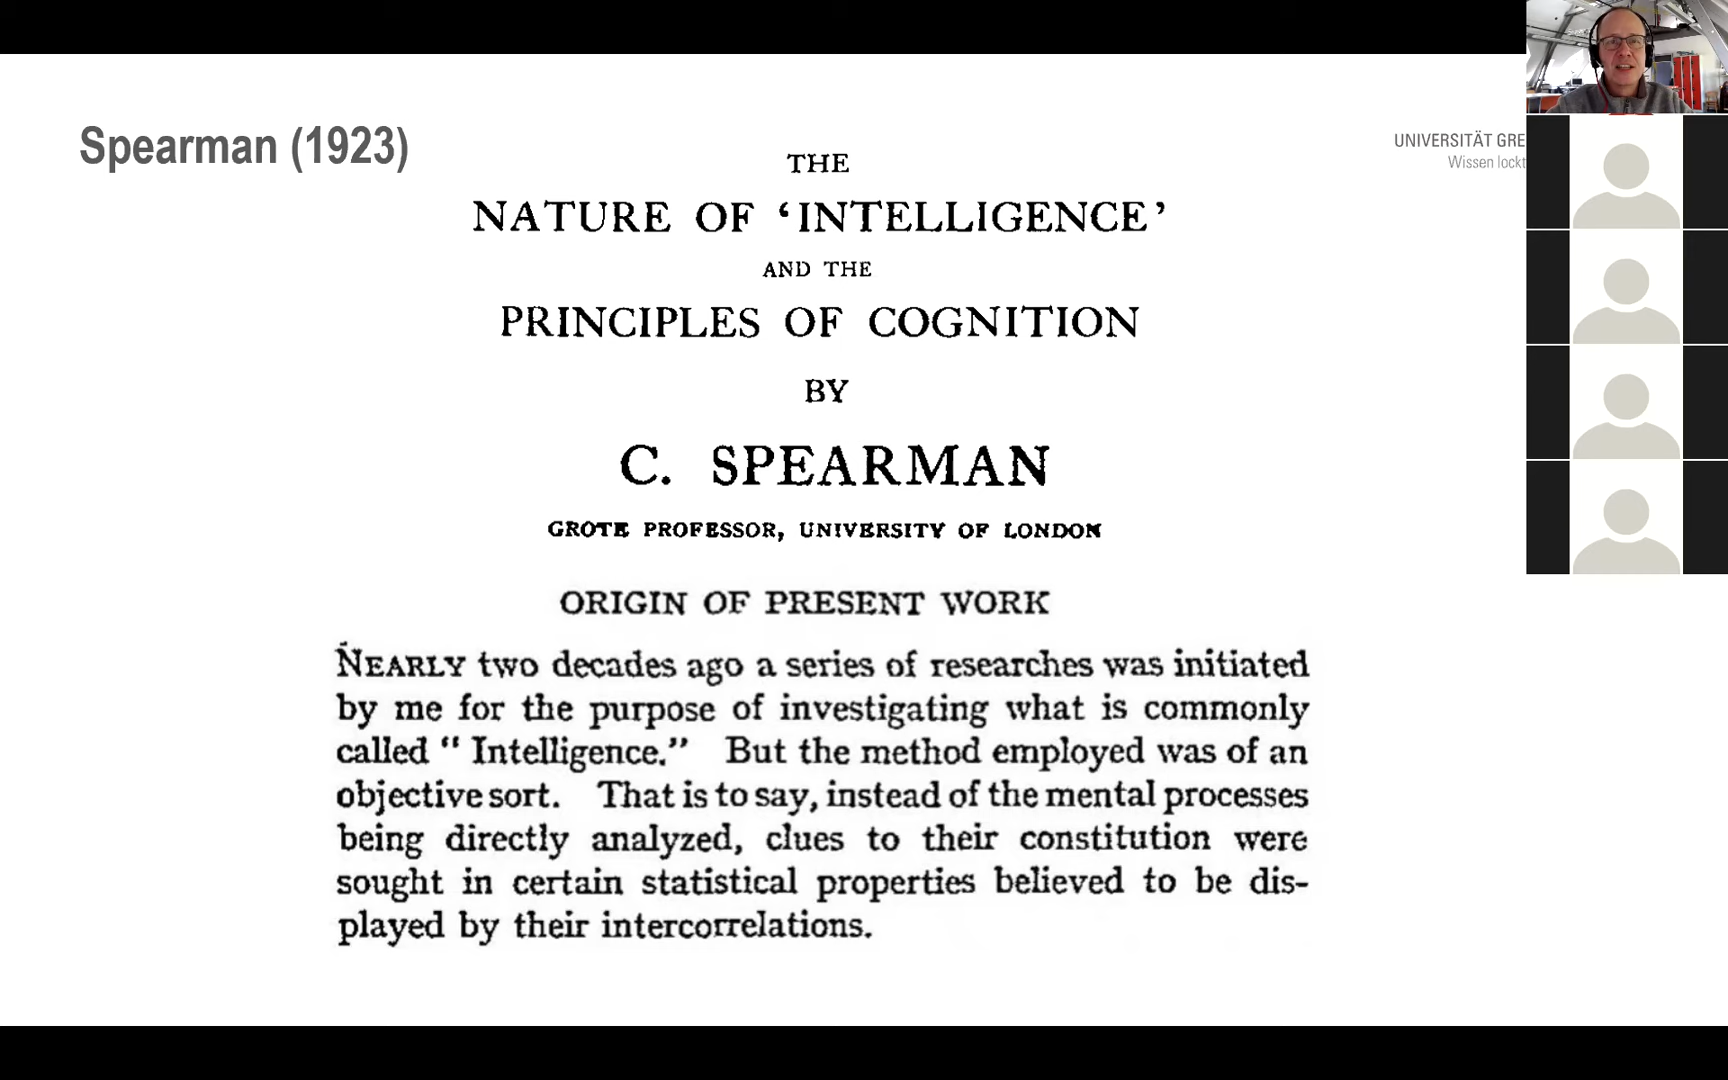 Spearman (1923)
UNIVERSITÄT GRE
Wissen lockt
THE
NATURE OF ‘INTELLIGENCE’
AND THE
PRINCIPLES OF COGNITION
BY
C. SPEARMAN
GROTE PROFESSOR, UNIVERSITY OF LONDON
ORIGIN OF PRESENT WORK
NEARLY two decades ago a series of researches was initiated
by me for the purpose of investigating what is commonly
called “ Intelligence.” But the method employed was of an
objective sort. That is to say, instead of the mental processes
being directly analyzed, clues to their constitution were
sought in certain statistical properties believed to be dis-
played by their intercorrelations.